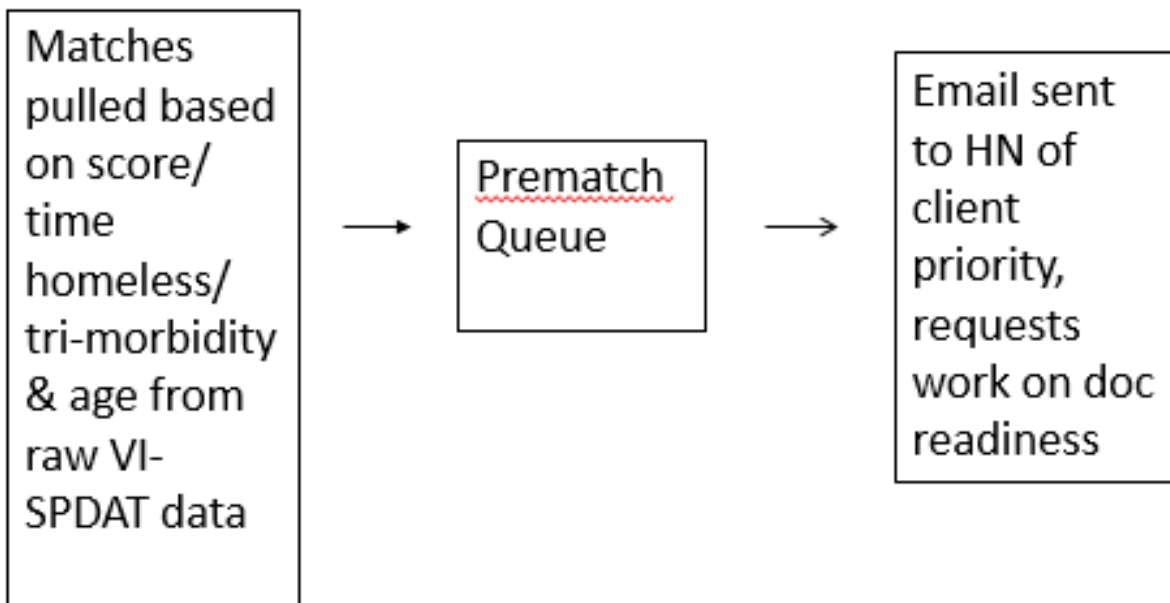 Matches
pulled based
on score/
time
homeless/
tri-morbidity
& age from
raw VI-
SPDAT data
Prematch
Queue
Email sent
to HN of
client
priority,
requests
work on doc
readiness